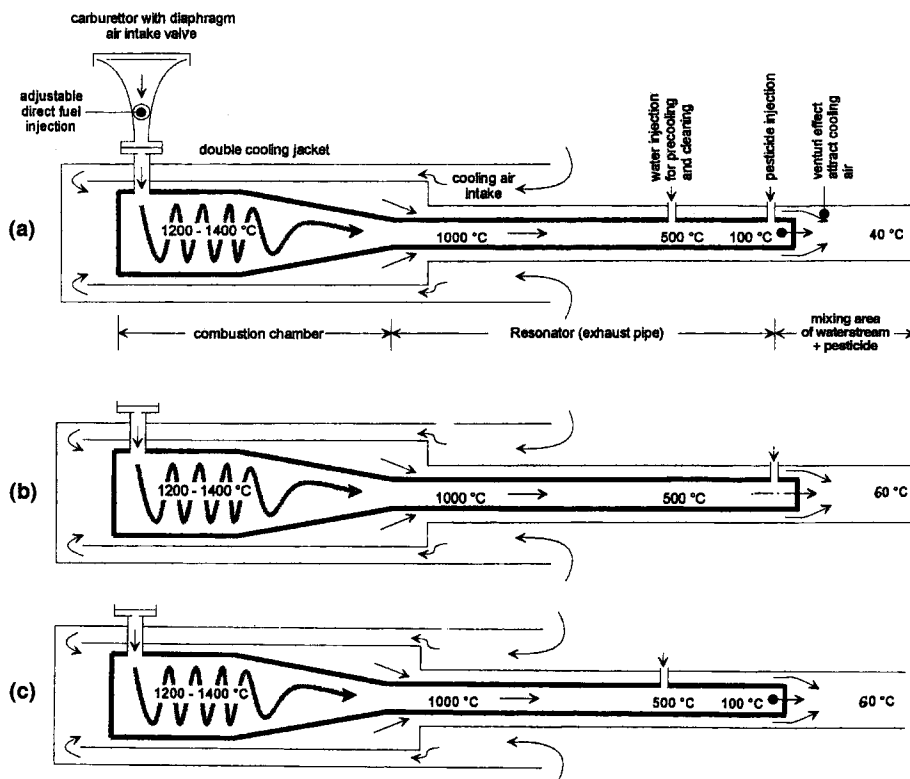 carburettor with diaphragm
air intake valve
adjustable
direct fuel
injection
double cooling jacket
cooling air
intake
water injection
for precooling
and cleaning
pesticide injection
venturi effect
attract cooling
air
(a)
1200 - 1400 °C
1000 °C
500 °C
100 °C
40 °C
combustion chamber
Resonator (exhaust pipe)
mixing area
of waterstream
+ pesticide
(b)
1200 - 1400 °C
1000 °C
500 °C
60 °C
(c)
1200 - 1400 °C
1000 °C
500 °C
100 °C
60 °C